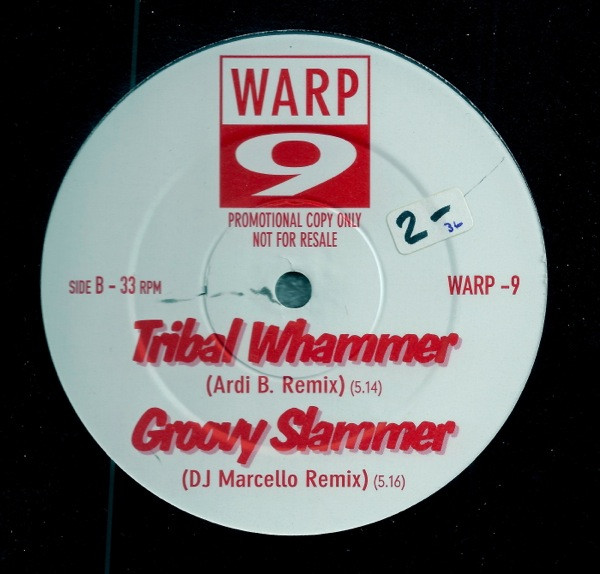 WARP
9
PROMOTIONAL COPY ONLY
NOT FOR RESALE
2-
36
SIDE B - 33 RPM
WARP -9
Tribal Whammer
(Ardi B. Remix) (5.14)
Groovy Slammer
(DJ Marcello Remix) (5.16)